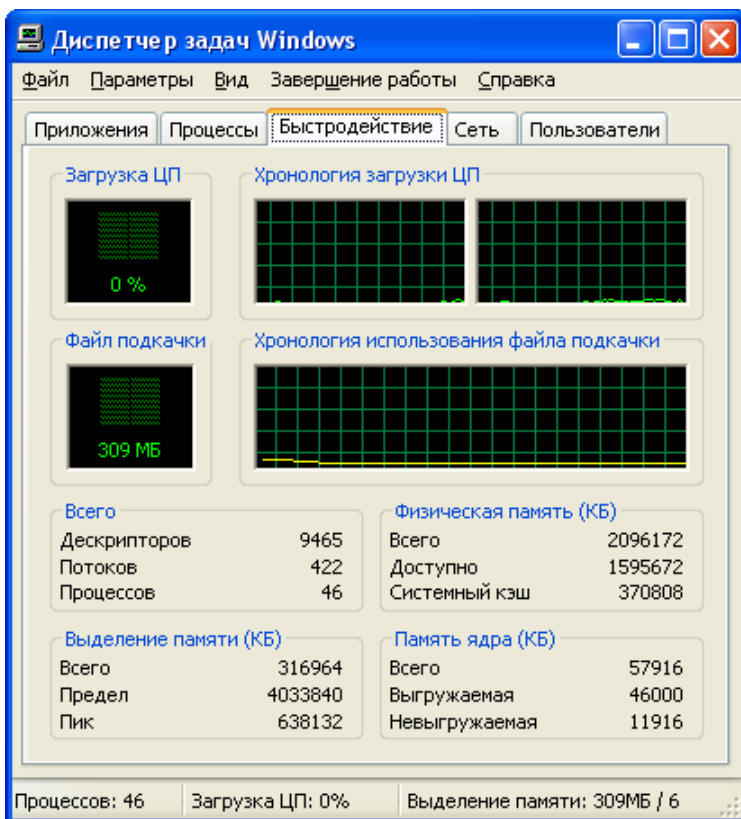 Диспетчер задач Windows
Файл Параметры Вид Завершение работы Справка
Приложения Процессы Быстродействие Сеть Пользователи
Загрузка ЦП Хронология загрузки ЦП
0 %
Файл подкачки Хронология использования файла подкачки
309 МБ
Всего
Дескрипторов 9465
Потоков 422
Процессов 46
Физическая память (КБ)
Всего 2096172
Доступно 1595672
Системный кэш 370808
Выделение памяти (КБ)
Всего 316964
Предел 4033840
Пик 638132
Память ядра (КБ)
Всего 57916
Выгружаемая 46000
Невыгружаемая 11916
Процессов: 46 Загрузка ЦП: 0% Выделение памяти: 309МБ / 6